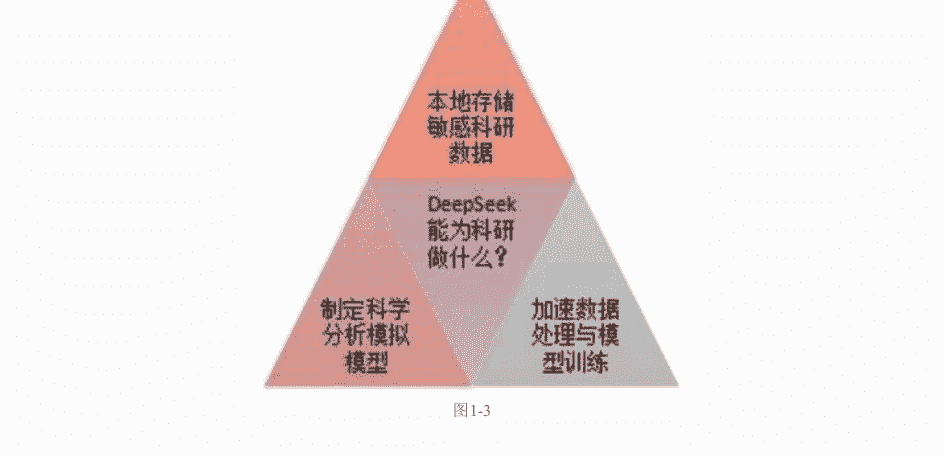 本地存储
敏感科研
数据
DeepSeek
能为科研
做什么?
制定科学
分析模拟
模型
加速数据
处理与模
型训练
图1-3